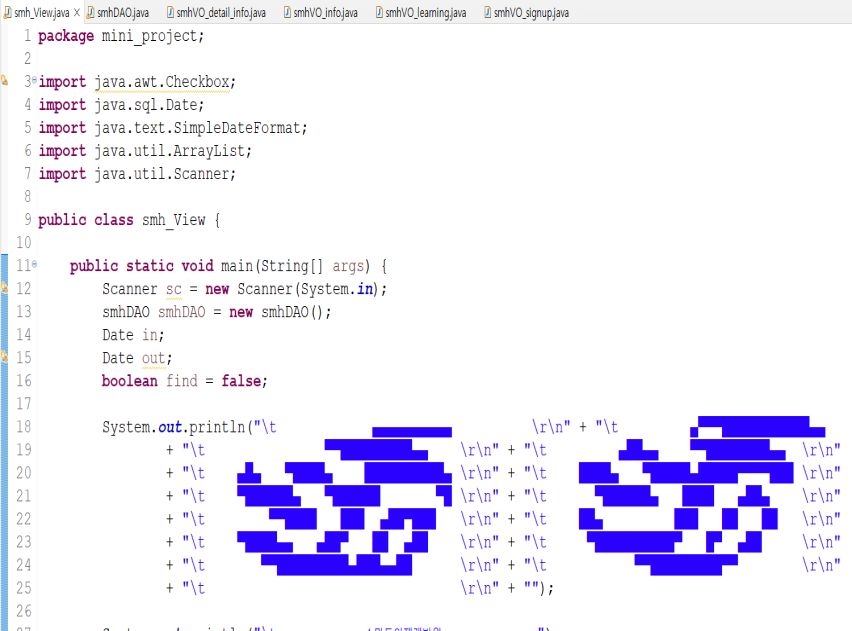 smh_View.java smhDAO.java smhVO_detail_info.java smhVO_info.java smhVO_learning.java smhVO_signup.java
1 package mini_project;
2
3 import java.awt.Checkbox;
4 import java.sql.Date;
5 import java.text.SimpleDateFormat;
6 import java.util.ArrayList;
7 import java.util.Scanner;
8
9 public class smh_View {
10
11 public static void main(String[] args) {
12 Scanner sc = new Scanner(System.in);
13 smhDAO smhDAO = new smhDAO();
14 Date in;
15 Date out;
16 boolean find = false;
17
18 System.out.println("\t \r\n" + "\t
19 + "\t \r\n" + "\t \r\n"
20 + "\t \r\n" + "\t \r\n"
21 + "\t \r\n" + "\t \r\n"
22 + "\t \r\n" + "\t \r\n"
23 + "\t \r\n" + "\t \r\n"
24 + "\t \r\n" + "\t \r\n"
25 + "\t \r\n" + "");
26